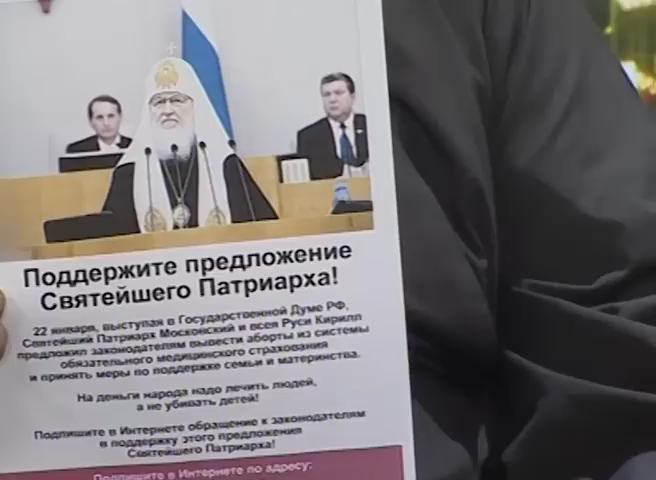 Поддержите предложение
Святейшего Патриарха!
22 января, выступая в Государственной Думе РФ,
Святейший Патриарх Московский и всея Руси Кирилл
предложил законодателям вывести аборты из системы
обязательного медицинского страхования
и принять меры по поддержке семьи и материнства.
На деньги народа надо лечить людей,
а не убивать детей!
Подпишите в Интернете обращение к законодателям
в поддержку этого предложения
Святейшего Патриарха!
Подпишите в Интернете по адресу: